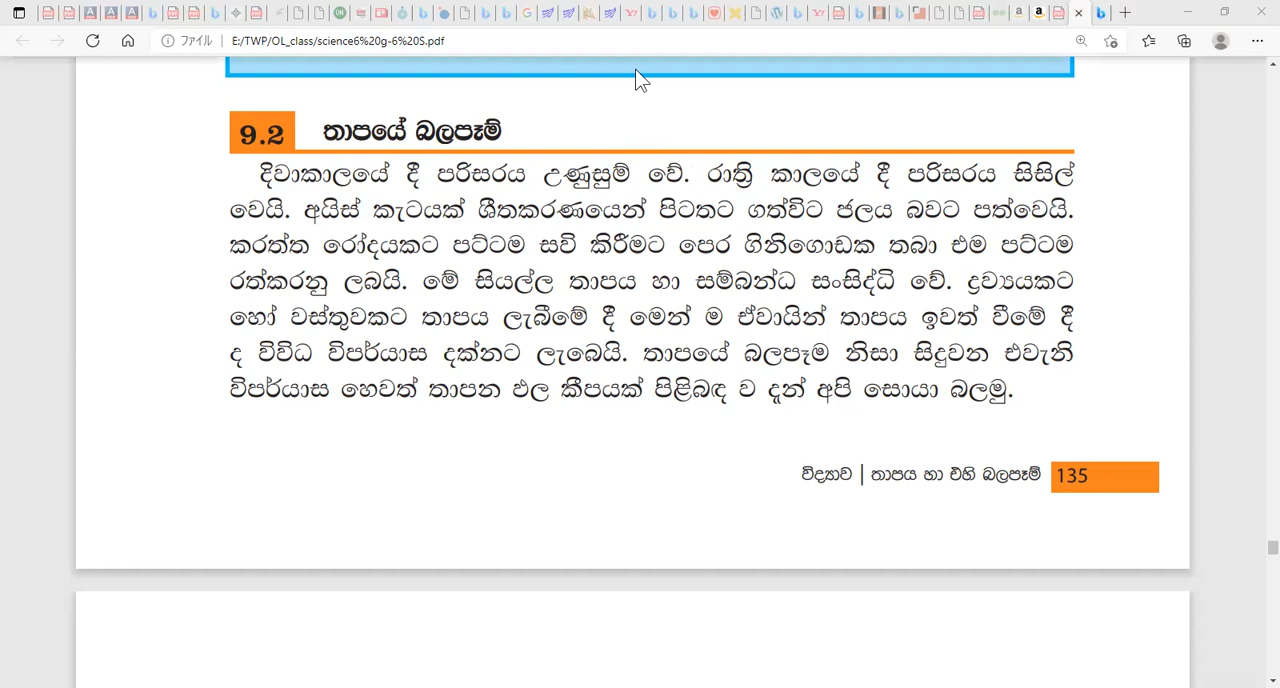 ファイル E:/TWP/OL_class/science6%20g-6%20S.pdf
9.2 තාපයේ බලපෑම්
දිවාකාලයේ දී පරිසරය උණුසුම් වේ. රාත්‍රි කාලයේ දී පරිසරය සිසිල්
වෙයි. අයිස් කැටයක් ශීතකරණයෙන් පිටතට ගත්විට ජලය බවට පත්වෙයි.
කරත්ත රෝදයකට පට්ටම සවි කිරීමට පෙර ගිනිගොඩක තබා එම පට්ටම
රත්කරනු ලබයි. මේ සියල්ල තාපය හා සම්බන්ධ සංසිද්ධි වේ. ද්‍රව්‍යයකට
හෝ වස්තුවකට තාපය ලැබීමේ දී මෙන් ම ඒවායින් තාපය ඉවත් වීමේ දී
ද විවිධ විපර්යාස දක්නට ලැබෙයි. තාපයේ බලපෑම නිසා සිදුවන එවැනි
විපර්යාස හෙවත් තාපන ඵල කීපයක් පිළිබඳ ව දැන් අපි සොයා බලමු.
විද්‍යාව | තාපය හා එහි බලපෑම් 135